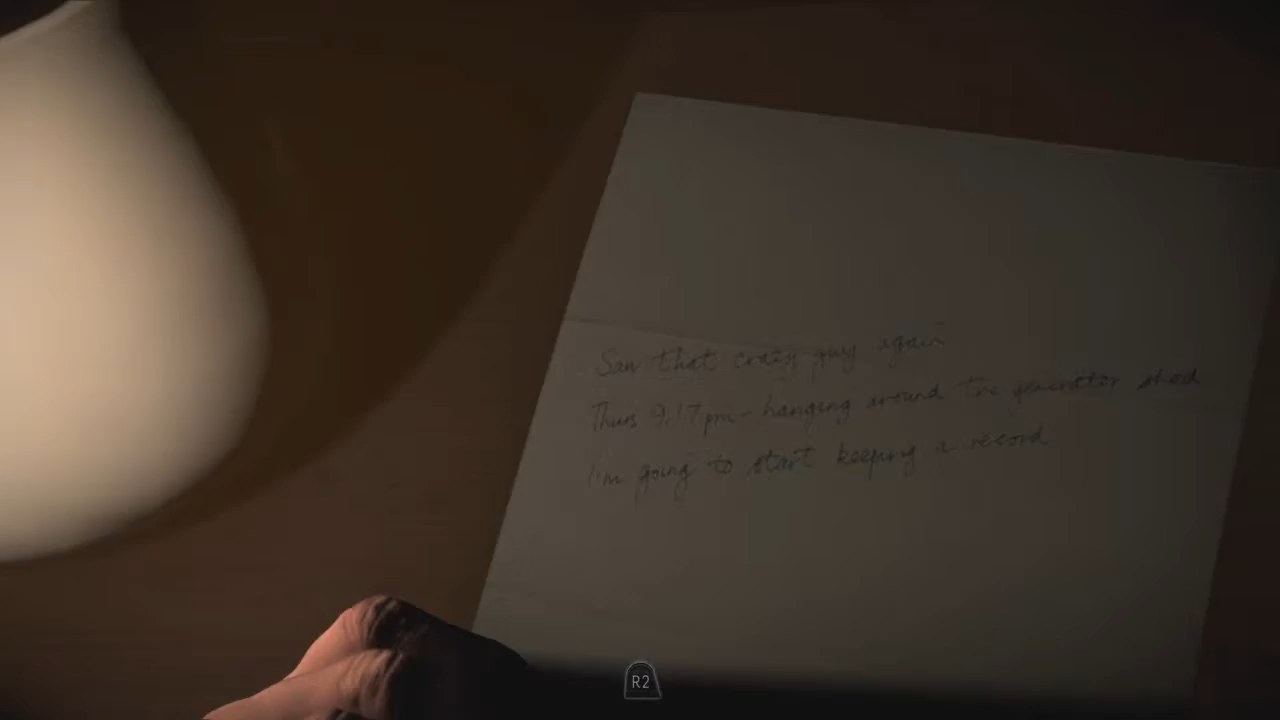 Saw that crazy guy again
Thurs 9.17pm - hanging around the generator shed
I'm going to start keeping a record
R2